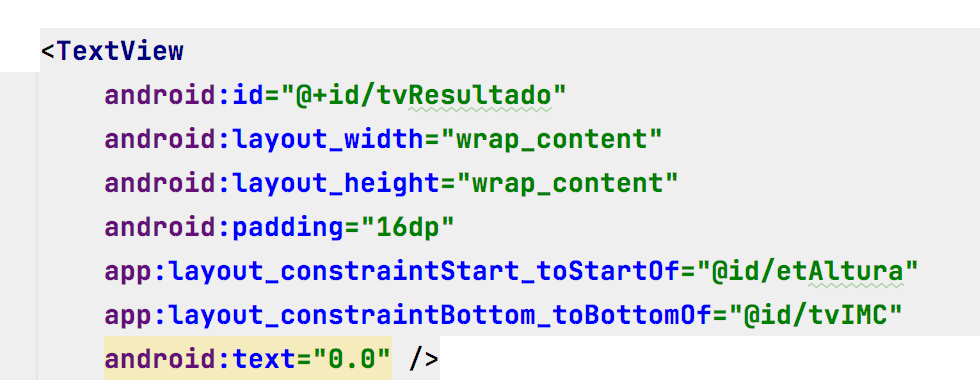 <TextView
android:id="@+id/tvResultado"
android:layout_width="wrap_content"
android:layout_height="wrap_content"
android:padding="16dp"
app:layout_constraintStart_toStartOf="@id/etAltura"
app:layout_constraintBottom_toBottomOf="@id/tvIMC"
android:text="0.0" />